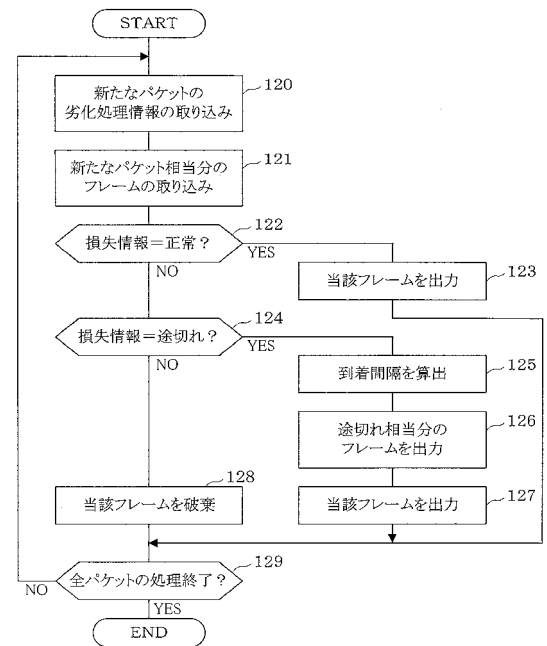 START
新たなパケットの
劣化処理情報の取り込み
120
新たなパケット相当分の
フレームの取り込み
121
損失情報=正常?
122
YES
NO
当該フレームを出力
123
損失情報=途切れ?
124
YES
NO
到着間隔を算出
125
途切れ相当分の
フレームを出力
126
当該フレームを破棄
128
当該フレームを出力
127
全パケットの処理終了?
129
NO
YES
END